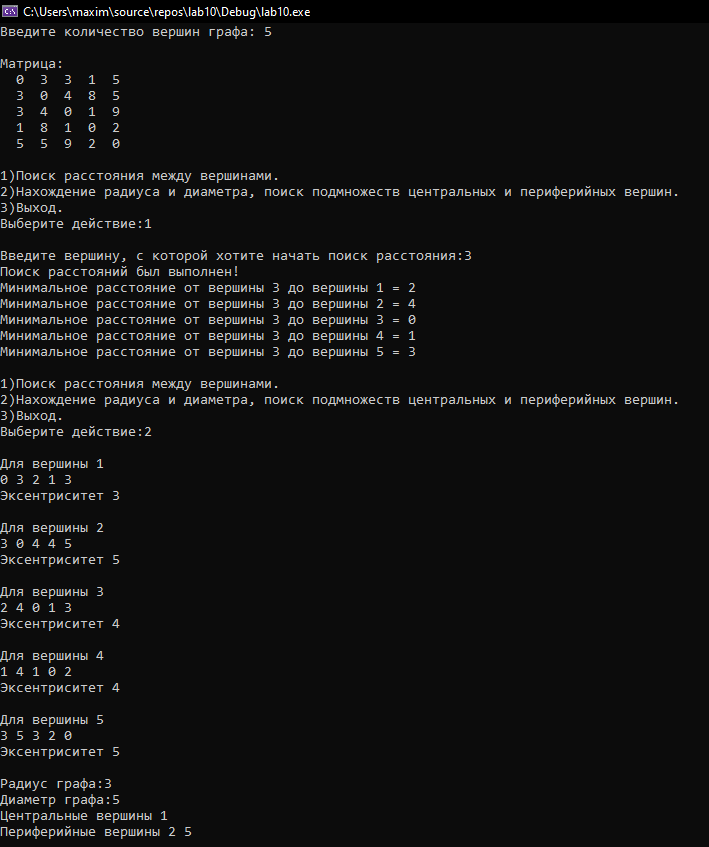 C:\Users\maxim\source\repos\lab10\Debug\lab10.exe
Введите количество вершин графа: 5
Матрица:
0 3 3 1 5
3 0 4 8 5
3 4 0 1 9
1 8 1 0 2
5 5 9 2 0
1)Поиск расстояния между вершинами.
2)Нахождение радиуса и диаметра, поиск подмножеств центральных и периферийных вершин.
3)Выход.
Выберите действие:1
Введите вершину, с которой хотите начать поиск расстояния:3
Поиск расстояний был выполнен!
Минимальное расстояние от вершины 3 до вершины 1 = 2
Минимальное расстояние от вершины 3 до вершины 2 = 4
Минимальное расстояние от вершины 3 до вершины 3 = 0
Минимальное расстояние от вершины 3 до вершины 4 = 1
Минимальное расстояние от вершины 3 до вершины 5 = 3
1)Поиск расстояния между вершинами.
2)Нахождение радиуса и диаметра, поиск подмножеств центральных и периферийных вершин.
3)Выход.
Выберите действие:2
Для вершины 1
0 3 2 1 3
Эксентриситет 3
Для вершины 2
3 0 4 4 5
Эксентриситет 5
Для вершины 3
2 4 0 1 3
Эксентриситет 4
Для вершины 4
1 4 1 0 2
Эксентриситет 4
Для вершины 5
3 5 3 2 0
Эксентриситет 5
Радиус графа:3
Диаметр графа:5
Центральные вершины 1
Периферийные вершины 2 5